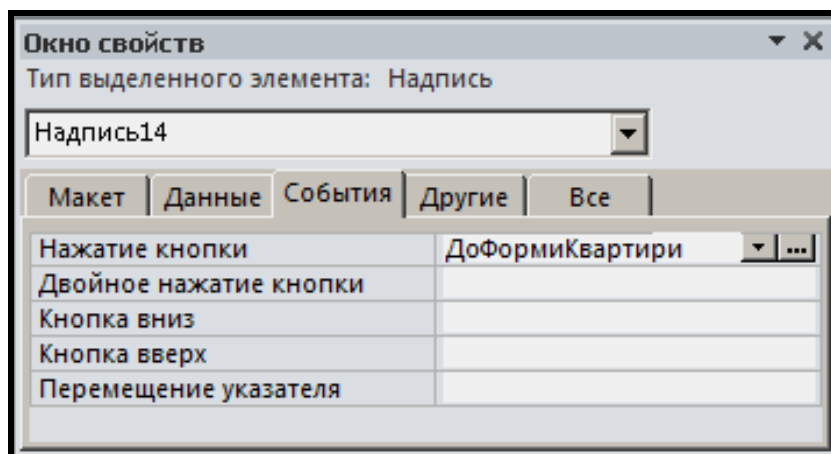 Окно свойств
Тип выделенного элемента: Надпись
Надпись14
Макет Данные События Другие Все
Нажатие кнопки ДоФормиКвартири
Двойное нажатие кнопки
Кнопка вниз
Кнопка вверх
Перемещение указателя